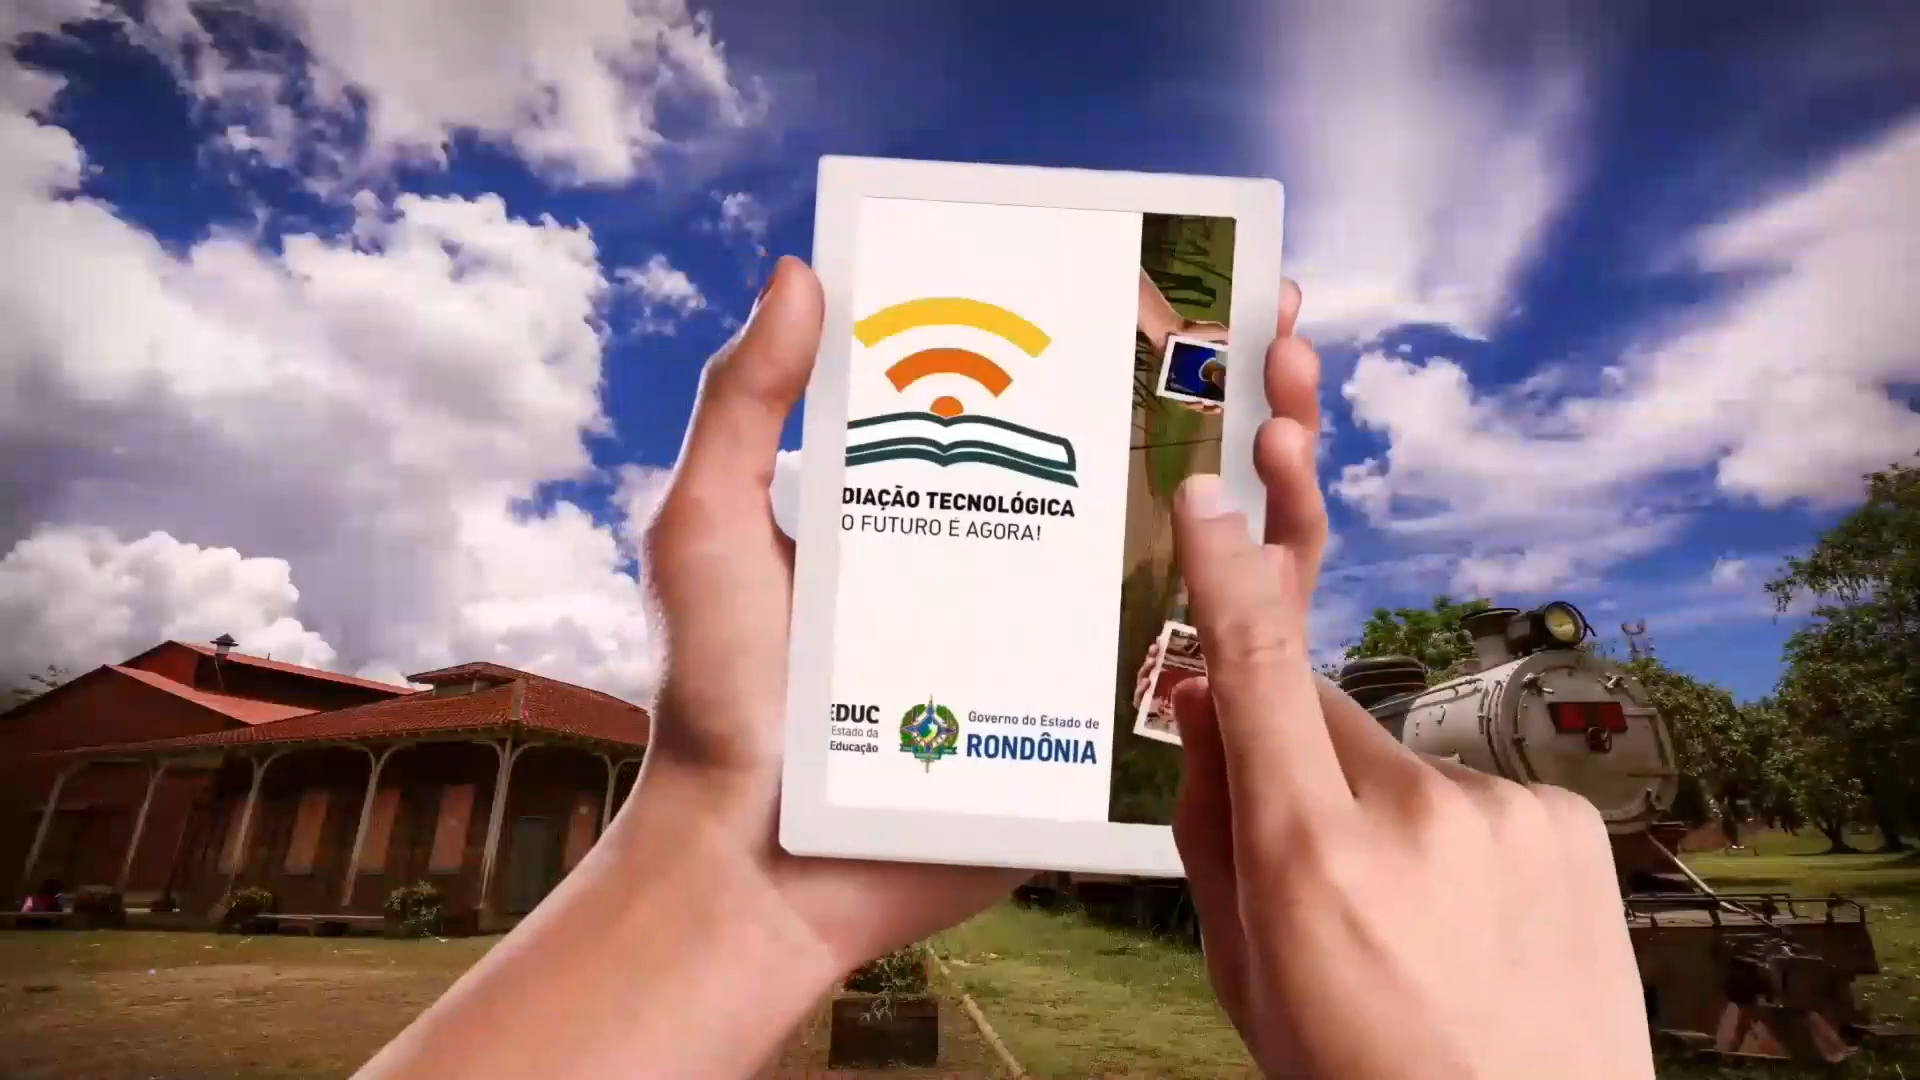 DIAÇÃO TECNOLÓGICA
O FUTURO É AGORA!
EDUC
Estado da
Educação
Governo do Estado de
RONDÔNIA